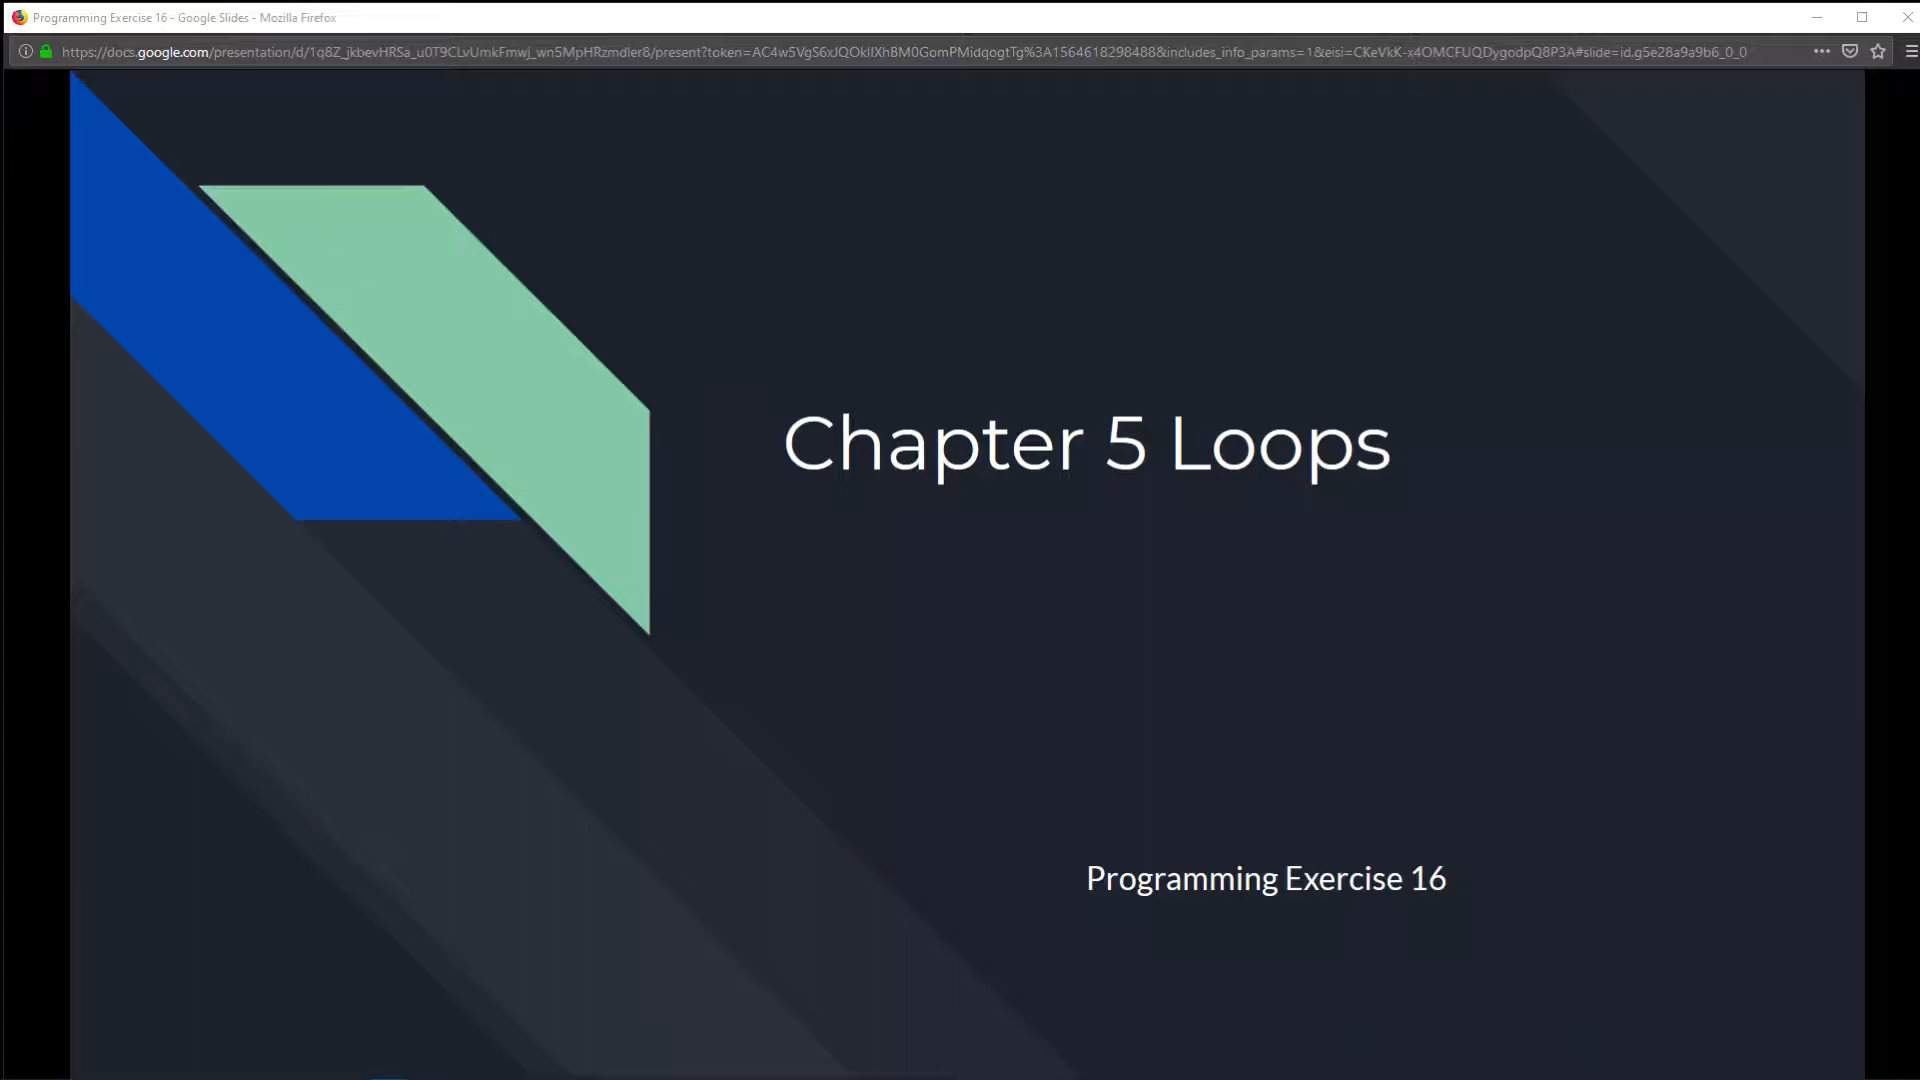 Programming Exercise 16 - Google Slides - Mozilla Firefox
https://docs.google.com/presentation/d/1q8Z_jkbevHRSa_u0T9CLvUmkFmwj_wn5MpHRzmdler8/present?token=AC4w5VgS6xJQOkIlXhBM0GomPMidqogtTg%3A1564618298488&includes_info_params=1&eisi=CKeVkK-x4OMCFUQDygodpQ8P3A#slide=id.g5e28a9a9b6_0_0
Chapter 5 Loops
Programming Exercise 16